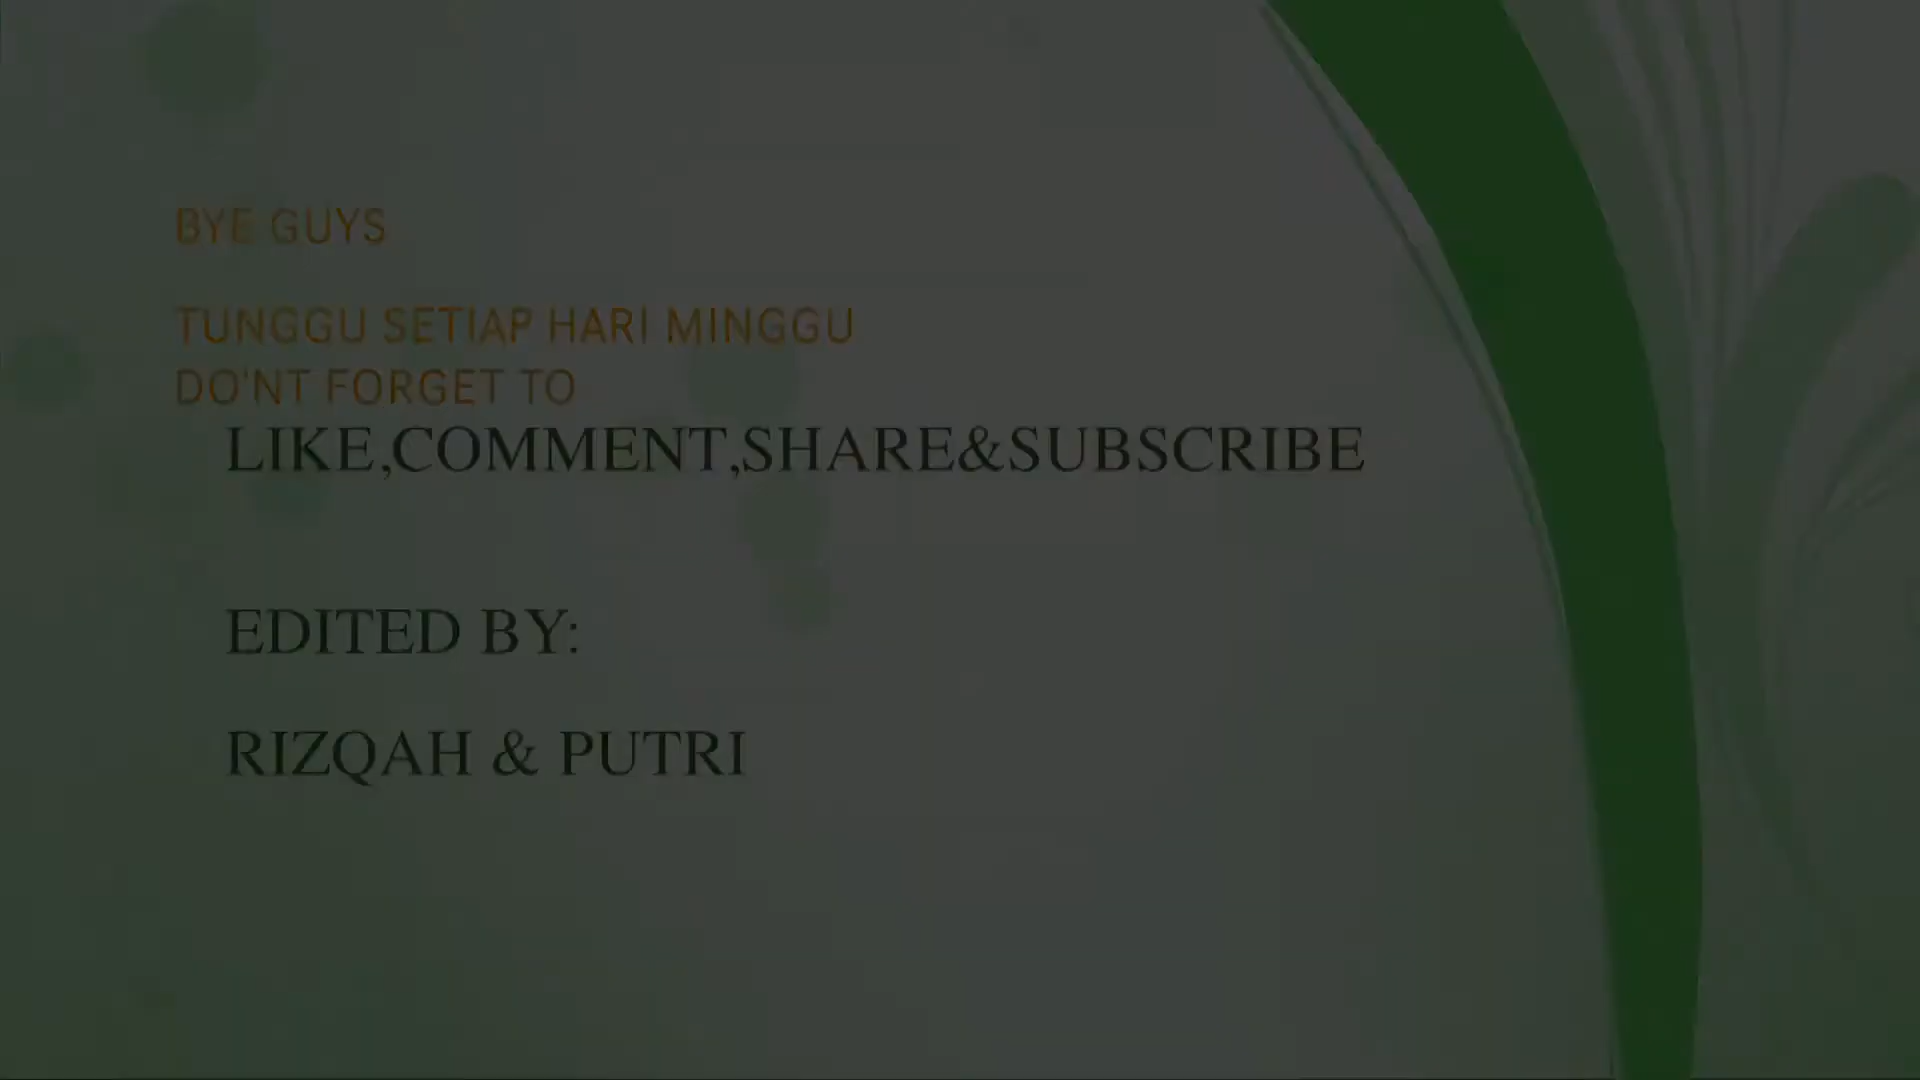 BYE GUYS
TUNGGU SETIAP HARI MINGGU
DO'NT FORGET TO
LIKE,COMMENT,SHARE&SUBSCRIBE
EDITED BY:
RIZQAH & PUTRI